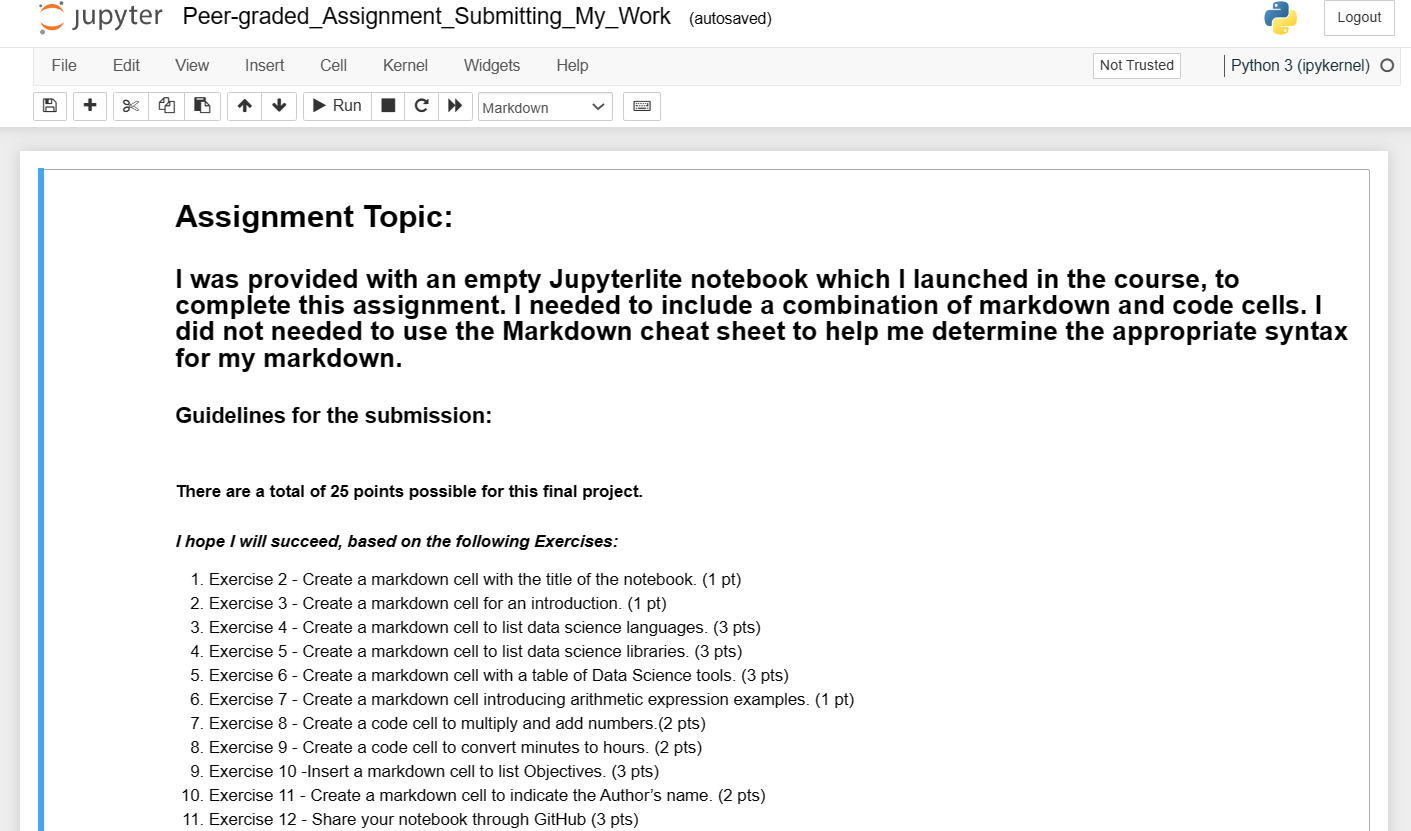 jupyter Peer-graded_Assignment_Submitting_My_Work (autosaved)
Logout
File Edit View Insert Cell Kernel Widgets Help
Not Trusted
Python 3 (ipykernel)
Run
Markdown
Assignment Topic:
I was provided with an empty Jupyterlite notebook which I launched in the course, to
complete this assignment. I needed to include a combination of markdown and code cells. I
did not needed to use the Markdown cheat sheet to help me determine the appropriate syntax
for my markdown.
Guidelines for the submission:
There are a total of 25 points possible for this final project.
I hope I will succeed, based on the following Exercises:
1. Exercise 2 - Create a markdown cell with the title of the notebook. (1 pt)
2. Exercise 3 - Create a markdown cell for an introduction. (1 pt)
3. Exercise 4 - Create a markdown cell to list data science languages. (3 pts)
4. Exercise 5 - Create a markdown cell to list data science libraries. (3 pts)
5. Exercise 6 - Create a markdown cell with a table of Data Science tools. (3 pts)
6. Exercise 7 - Create a markdown cell introducing arithmetic expression examples. (1 pt)
7. Exercise 8 - Create a code cell to multiply and add numbers.(2 pts)
8. Exercise 9 - Create a code cell to convert minutes to hours. (2 pts)
9. Exercise 10 -Insert a markdown cell to list Objectives. (3 pts)
10. Exercise 11 - Create a markdown cell to indicate the Author’s name. (2 pts)
11. Exercise 12 - Share your notebook through GitHub (3 pts)